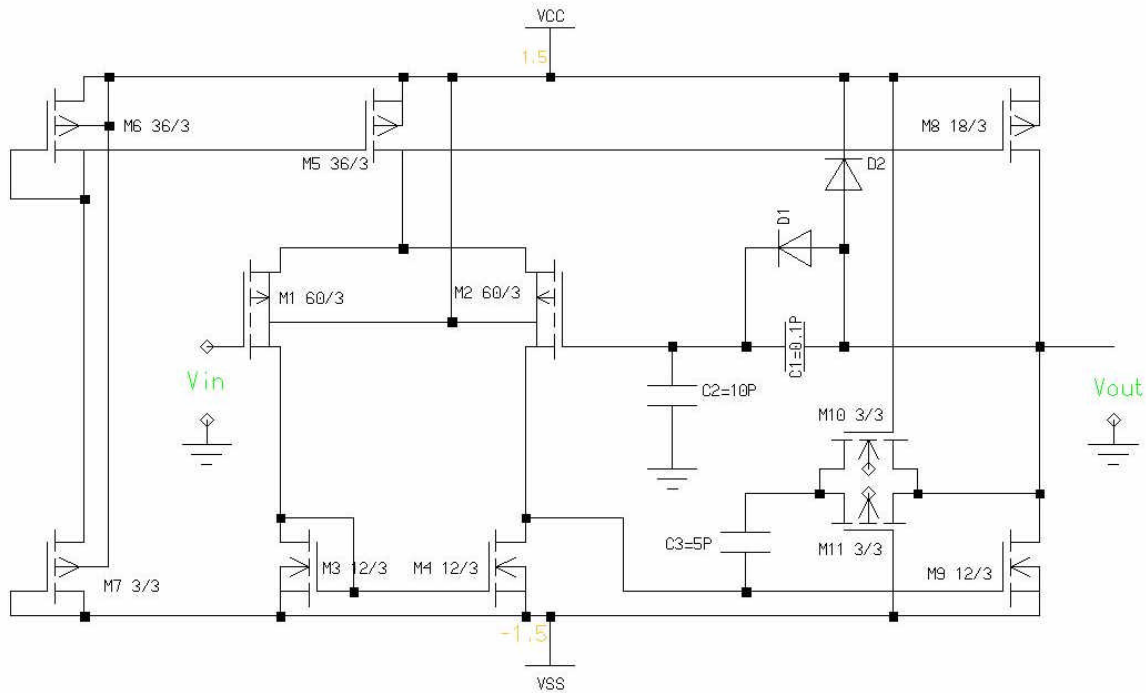 VCC
1.5
M6 36/3
M5 36/3
M8 18/3
D2
D1
M1 60/3
M2 60/3
C1=0.1P
Vin
C2=10P
Vout
M10 3/3
C3=5P
M11 3/3
M3 12/3
M4 12/3
M9 12/3
M7 3/3
-1.5
VSS